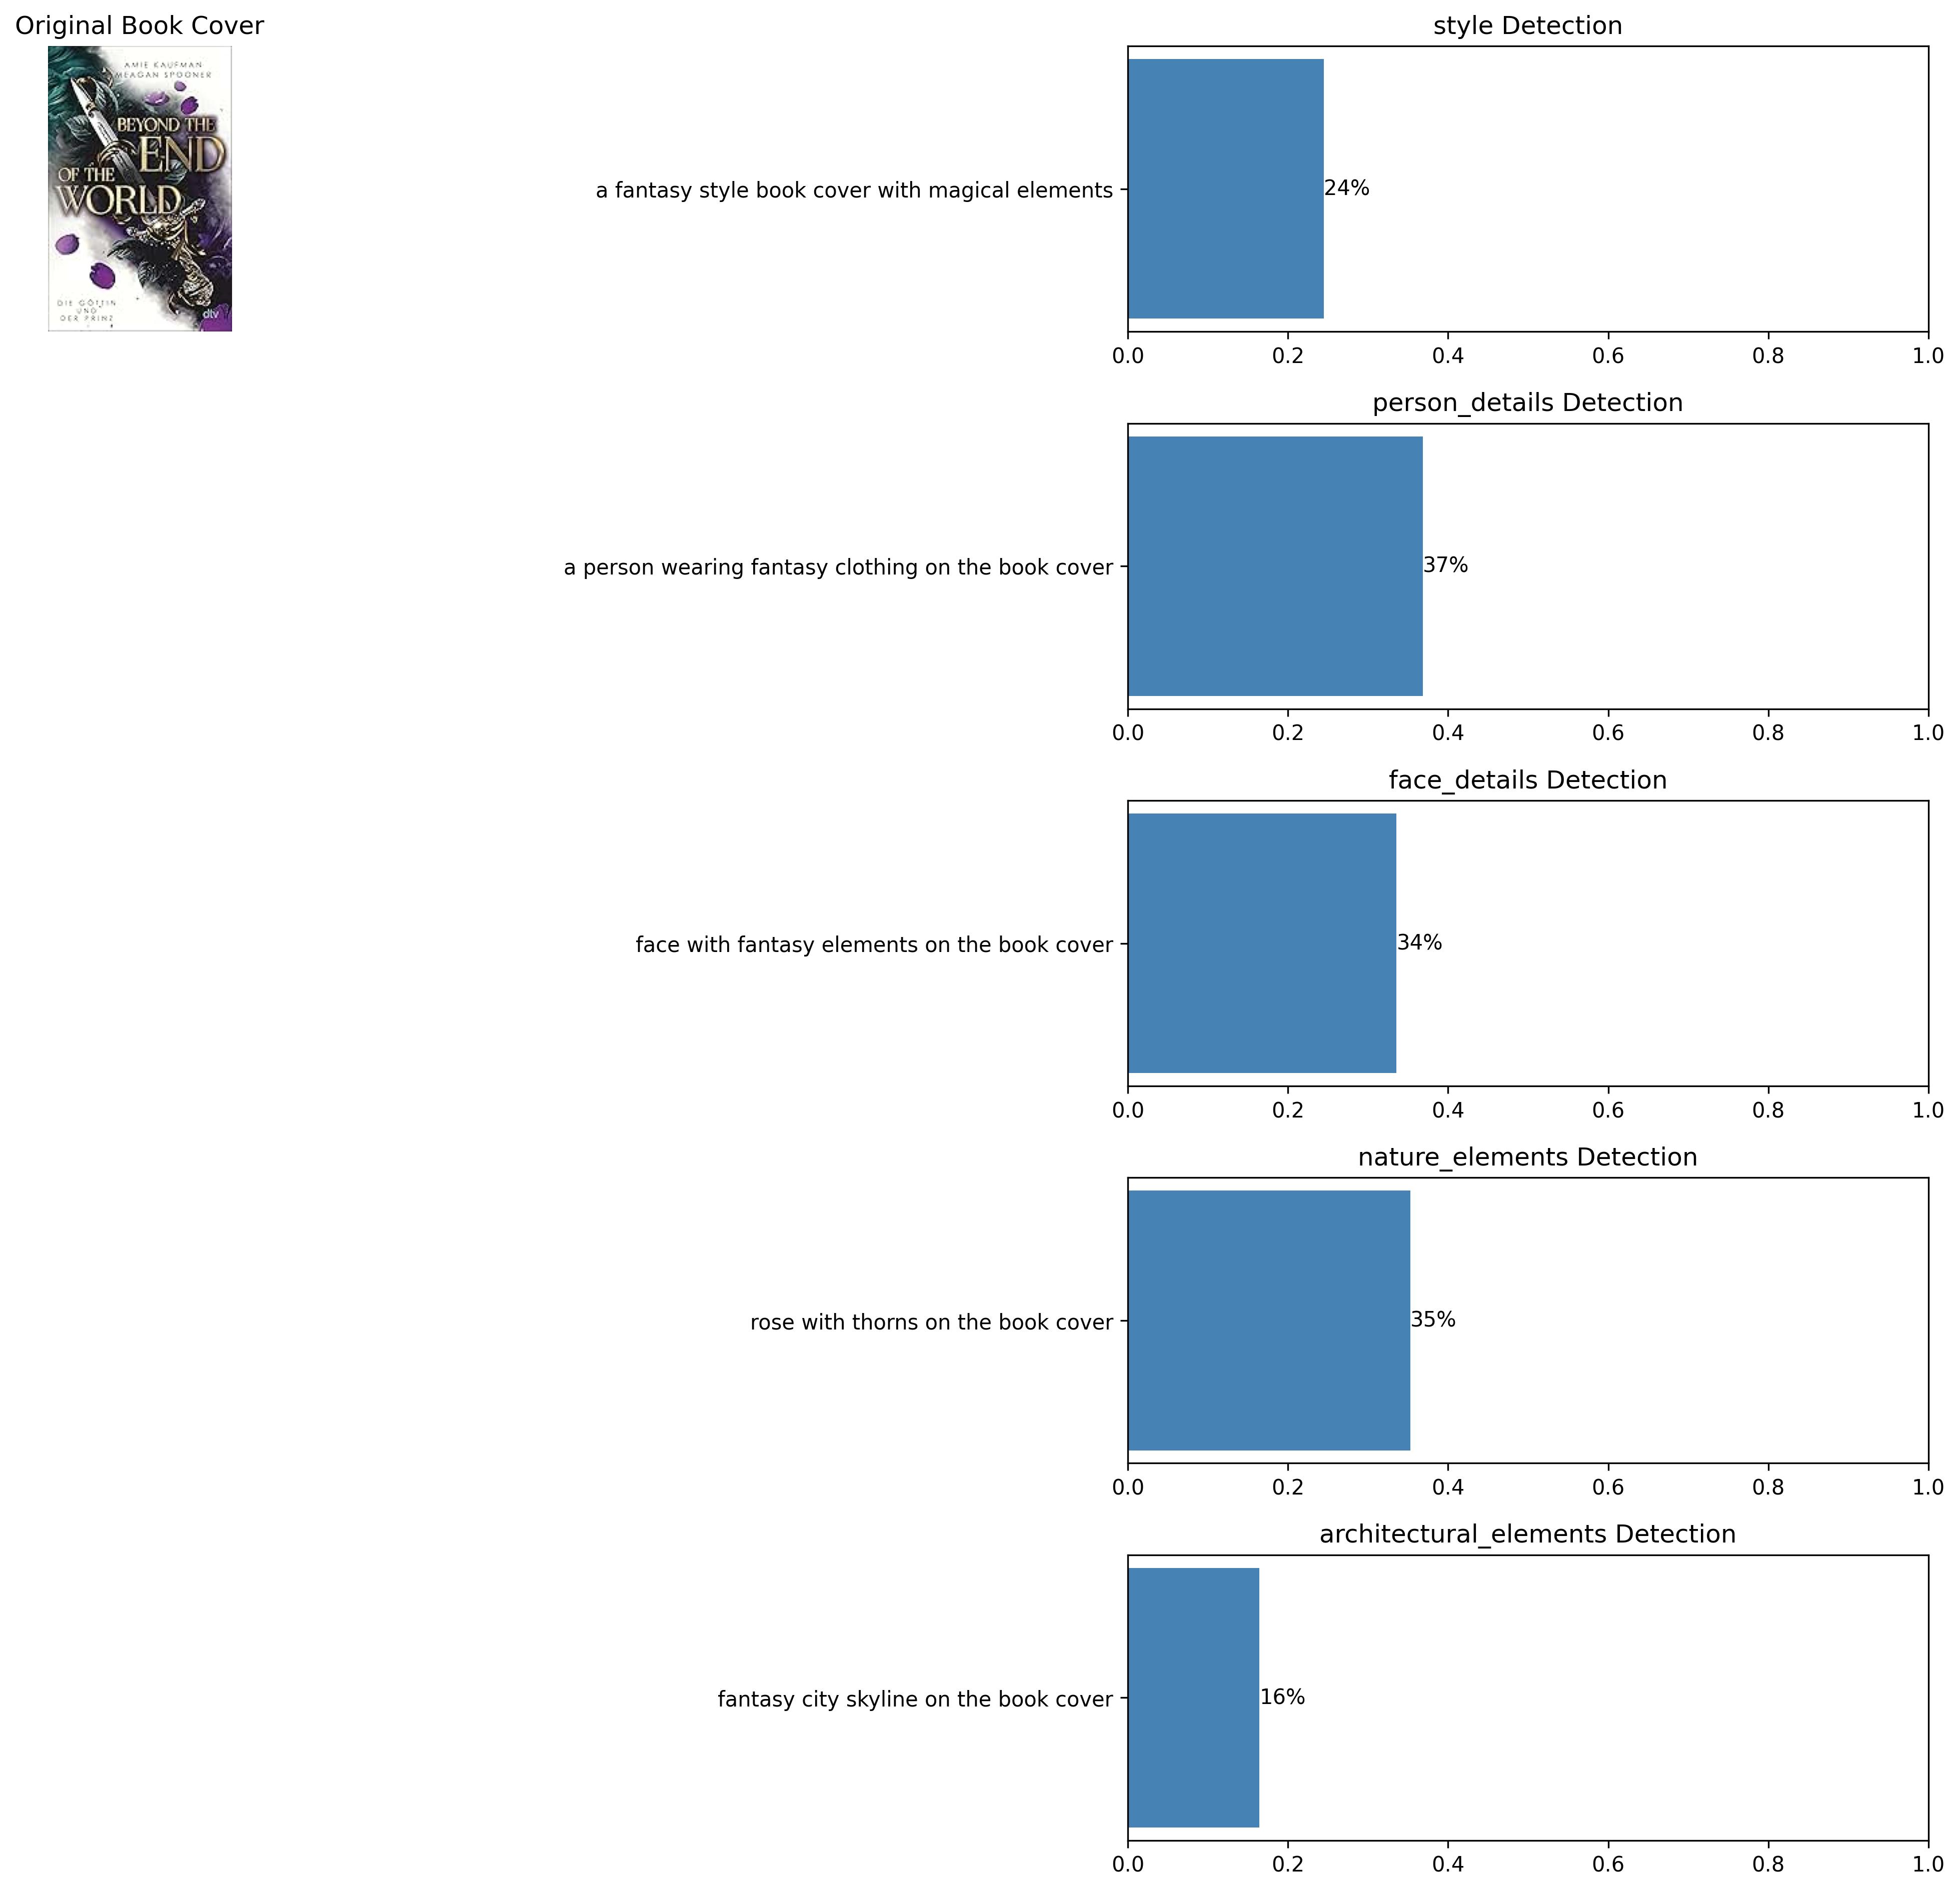 Original Book Cover
AMIE KAUFMAN
MEAGAN SPOONER
BEYOND THE
END
OF THE
WORLD
DIE GÖTTIN
UND
DER PRINZ
dtv
style Detection
a fantasy style book cover with magical elements
24%
0.0 0.2 0.4 0.6 0.8 1.0
person_details Detection
a person wearing fantasy clothing on the book cover
37%
0.0 0.2 0.4 0.6 0.8 1.0
face_details Detection
face with fantasy elements on the book cover
34%
0.0 0.2 0.4 0.6 0.8 1.0
nature_elements Detection
rose with thorns on the book cover
35%
0.0 0.2 0.4 0.6 0.8 1.0
architectural_elements Detection
fantasy city skyline on the book cover
16%
0.0 0.2 0.4 0.6 0.8 1.0